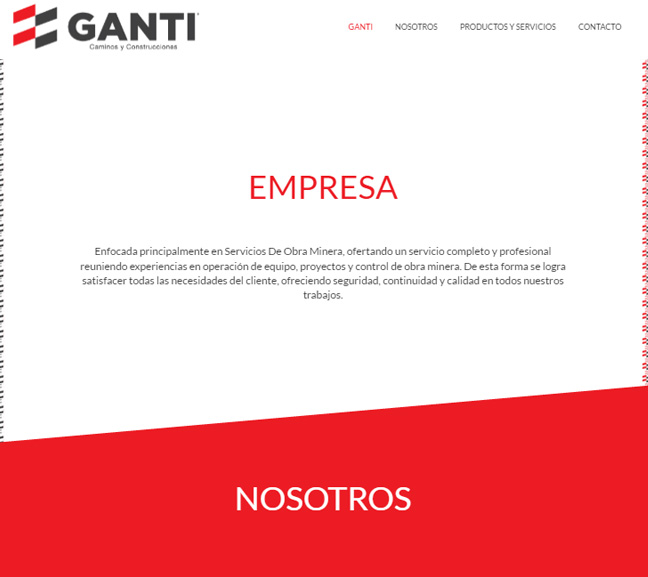 GANTI
Caminos y Construcciones
GANTI
NOSOTROS
PRODUCTOS Y SERVICIOS
CONTACTO
EMPRESA
Enfocada principalmente en Servicios De Obra Minera, ofertando un servicio completo y profesional
reuniendo experiencias en operación de equipo, proyectos y control de obra minera. De esta forma se logra
satisfacer todas las necesidades del cliente, ofreciendo seguridad, continuidad y calidad en todos nuestros
trabajos.
NOSOTROS